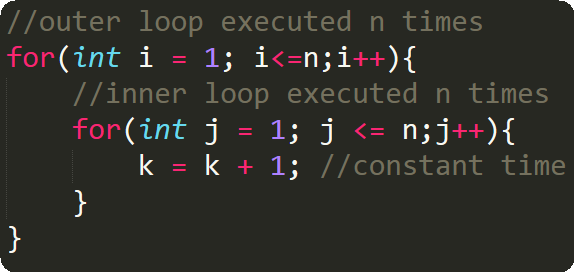 //outer loop executed n times
for(int i = 1; i<=n;i++){
    //inner loop executed n times
    for(int j = 1; j <= n;j++){
        k = k + 1; //constant time
    }
}